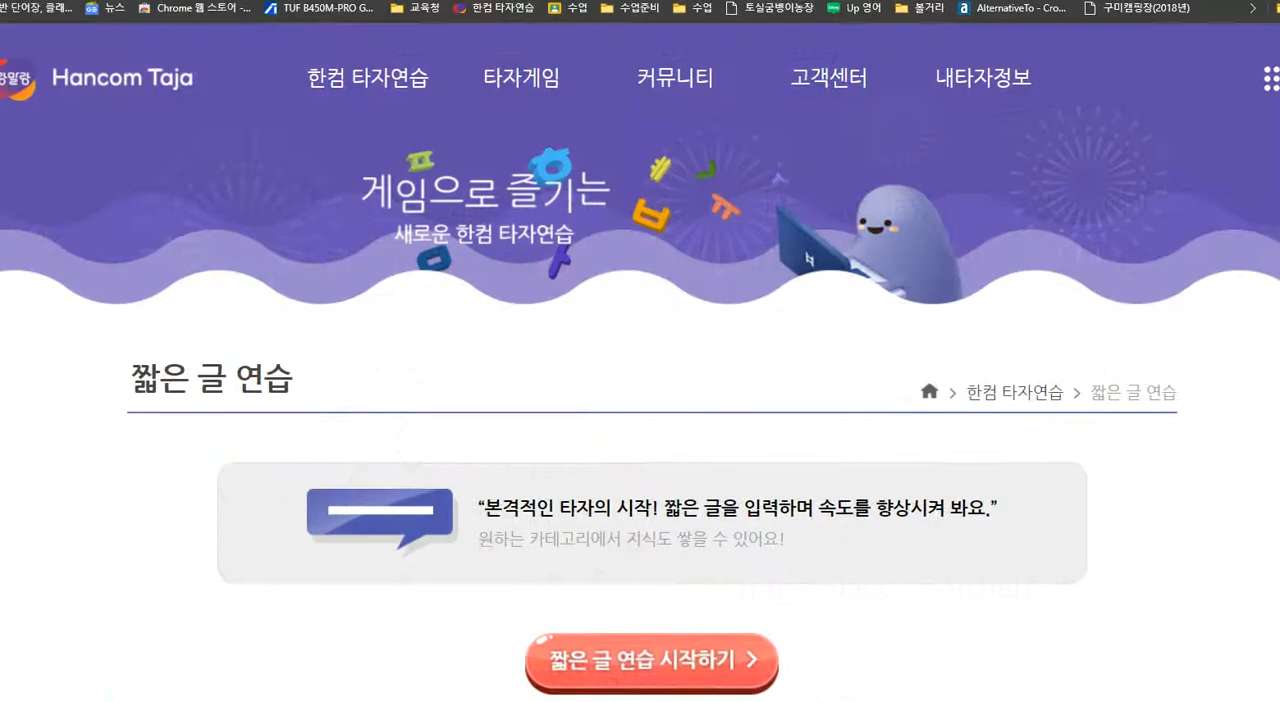 반 단어장, 클래... 뉴스 Chrome 웹 스토어 -... TUF B450M-PRO G... 교육청 한컴 타자연습 수업 수업준비 수업 토실궁뱅이농장 Up 영어 볼거리 AlternativeTo - Cro... 구미캠핑장(2018년)
랑말랑 Hancom Taja 한컴 타자연습 타자게임 커뮤니티 고객센터 내타자정보
게임으로 즐기는
새로운 한컴 타자연습
짧은 글 연습
한컴 타자연습 > 짧은 글 연습
“본격적인 타자의 시작! 짧은 글을 입력하며 속도를 향상시켜 봐요.”
원하는 카테고리에서 지식도 쌓을 수 있어요!
짧은 글 연습 시작하기 >